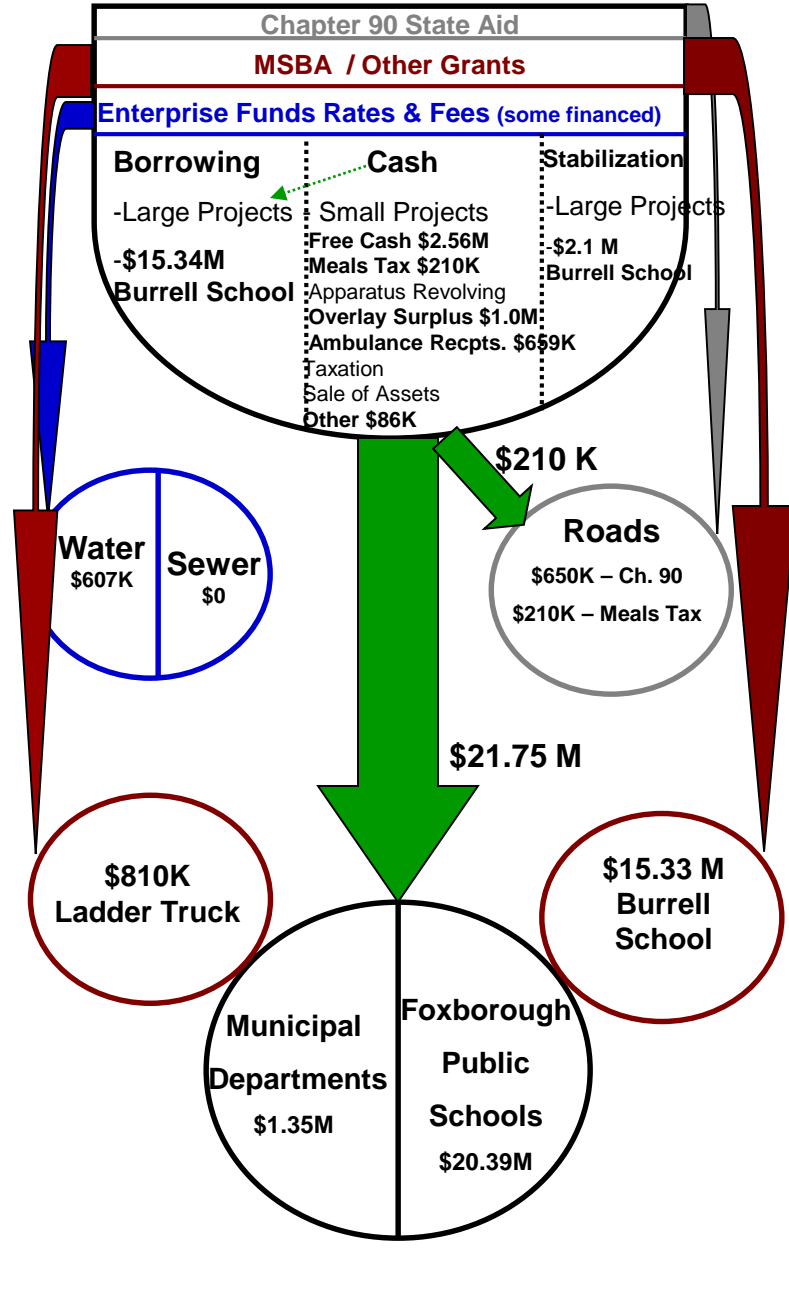 Chapter 90 State Aid
MSBA / Other Grants
Enterprise Funds Rates & Fees (some financed)
Borrowing
-Large Projects
-$15.34M
Burrell School
Cash
- Small Projects
Free Cash $2.56M
Meals Tax $210K
Apparatus Revolving
Overlay Surplus $1.0M
Ambulance Recpts. $659K
Taxation
Sale of Assets
Other $86K
Stabilization
-Large Projects
-$2.1 M
Burrell School
$210 K
Water
$607K
Sewer
$0
Roads
$650K – Ch. 90
$210K – Meals Tax
$21.75 M
$810K
Ladder Truck
$15.33 M
Burrell
School
Municipal
Departments
$1.35M
Foxborough
Public
Schools
$20.39M